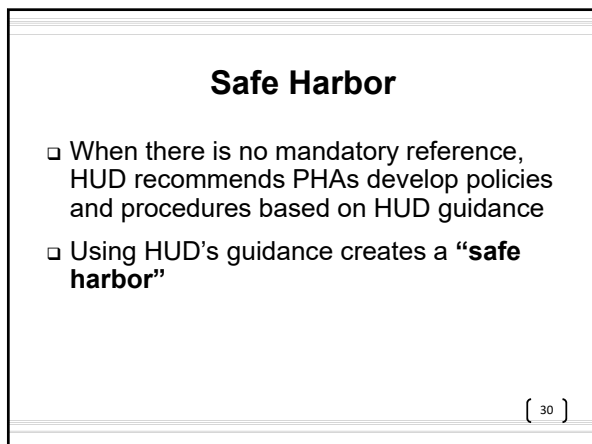 Safe Harbor
❑ When there is no mandatory reference,
HUD recommends PHAs develop policies
and procedures based on HUD guidance
❑ Using HUD’s guidance creates a “safe
harbor”
30